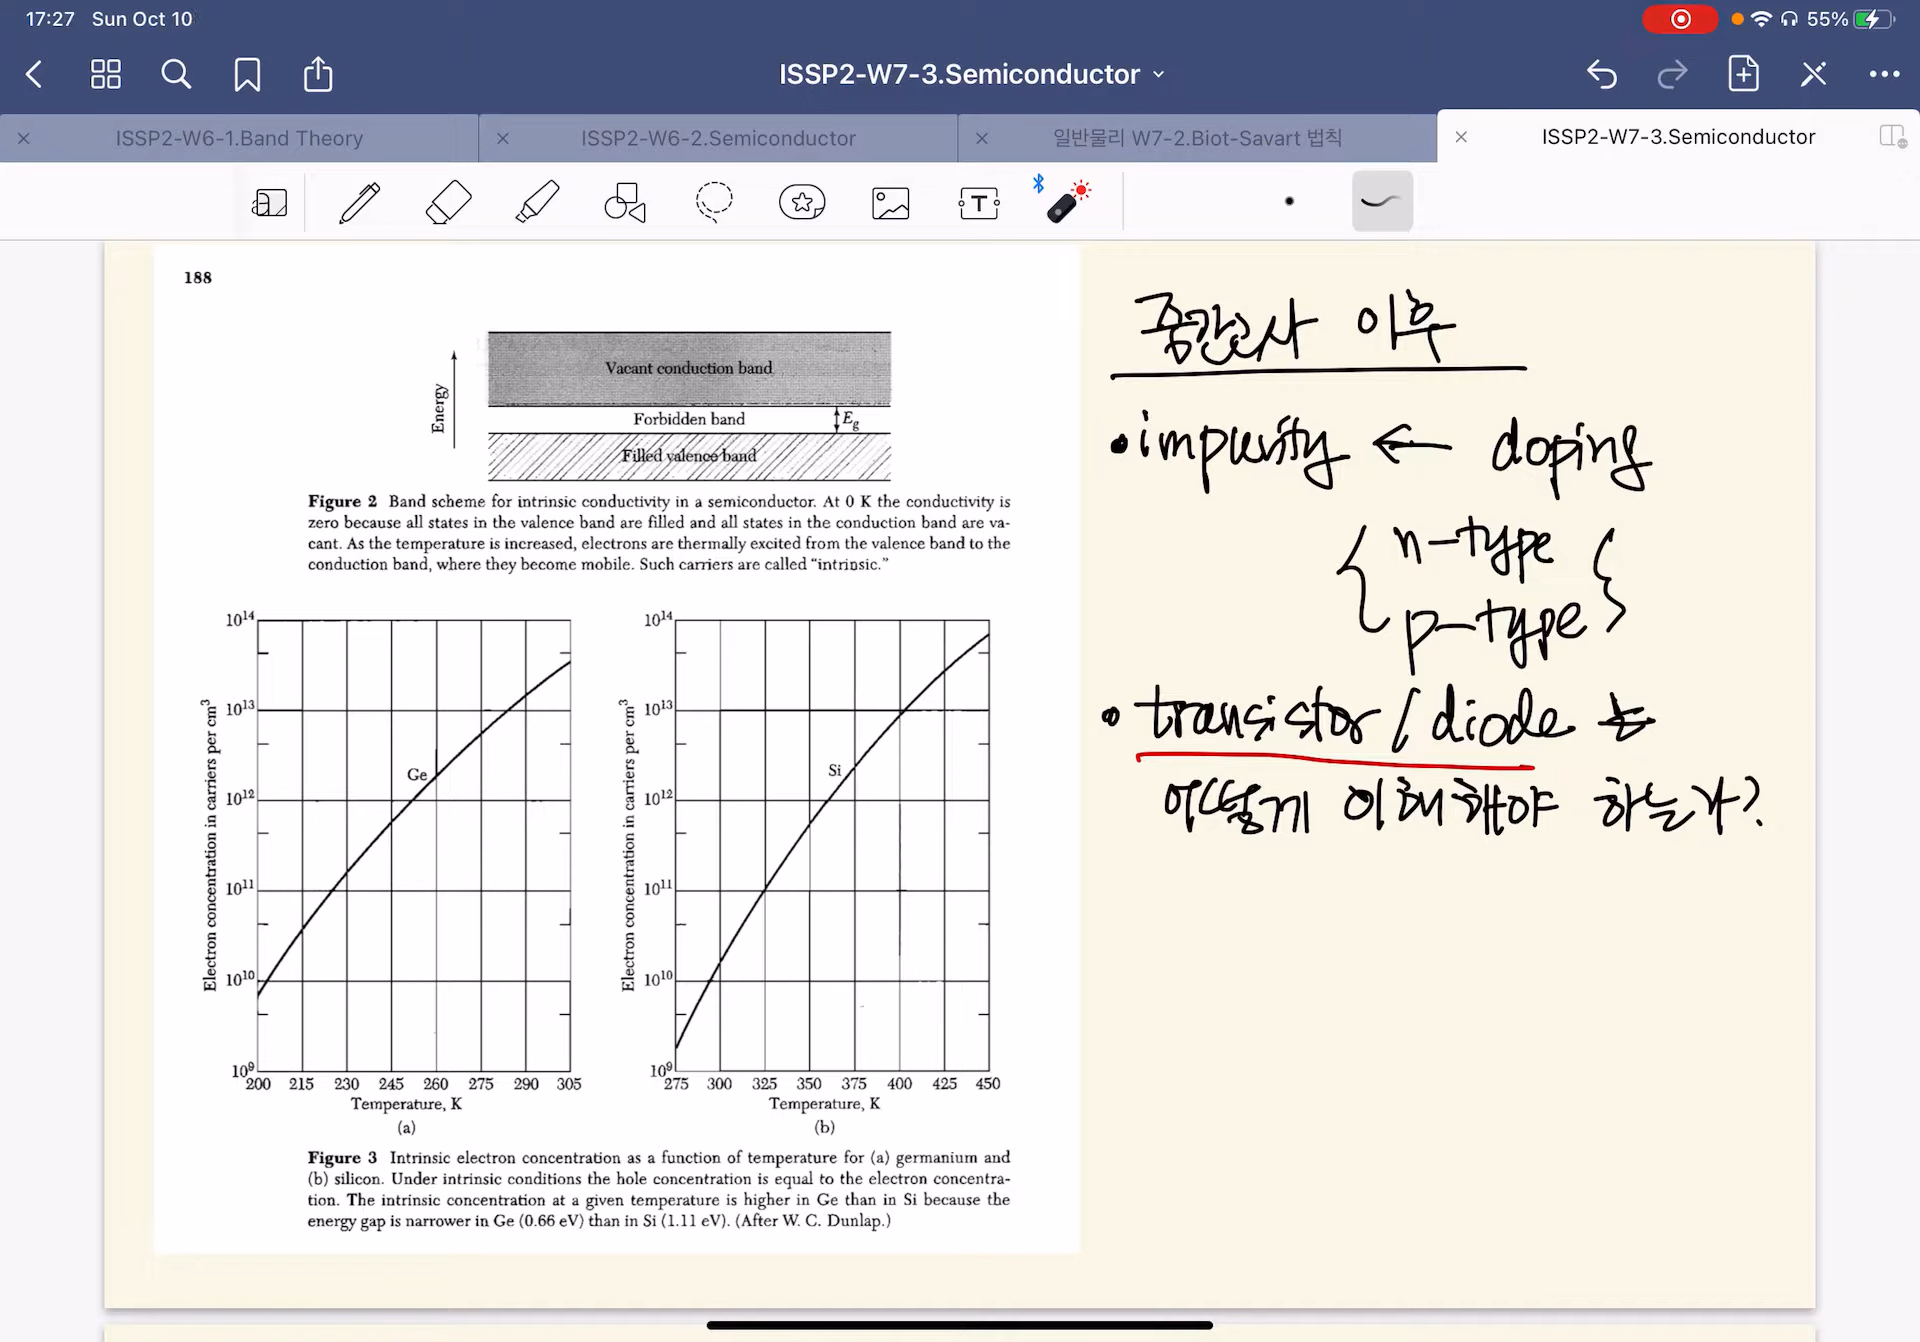 17:27 Sun Oct 10
55%
ISSP2-W7-3.Semiconductor
ISSP2-W6-1.Band Theory
ISSP2-W6-2.Semiconductor
일반물리 W7-2.Biot-Savart 법칙
ISSP2-W7-3.Semiconductor
188
Energy
Vacant conduction band
Forbidden band
Eg
Filled valence band
Figure 2 Band scheme for intrinsic conductivity in a semiconductor. At 0 K the conductivity is
zero because all states in the valence band are filled and all states in the conduction band are va-
cant. As the temperature is increased, electrons are thermally excited from the valence band to the
conduction band, where they become mobile. Such carriers are called “intrinsic.”
Electron concentration in carriers per cm³
10¹⁴
10¹³
10¹²
10¹¹
10¹⁰
10⁹
Ge
200 215 230 245 260 275 290 305
Temperature, K
(a)
Electron concentration in carriers per cm³
10¹⁴
10¹³
10¹²
10¹¹
10¹⁰
10⁹
Si
275 300 325 350 375 400 425 450
Temperature, K
(b)
Figure 3 Intrinsic electron concentration as a function of temperature for (a) germanium and
(b) silicon. Under intrinsic conditions the hole concentration is equal to the electron concentra-
tion. The intrinsic concentration at a given temperature is higher in Ge than in Si because the
energy gap is narrower in Ge (0.66 eV) than in Si (1.11 eV). (After W. C. Dunlap.)
중간고사 이후
• impurity ← doping
{ n-type
p-type }
• transistor / diode 는
어떻게 이해해야 하는가?